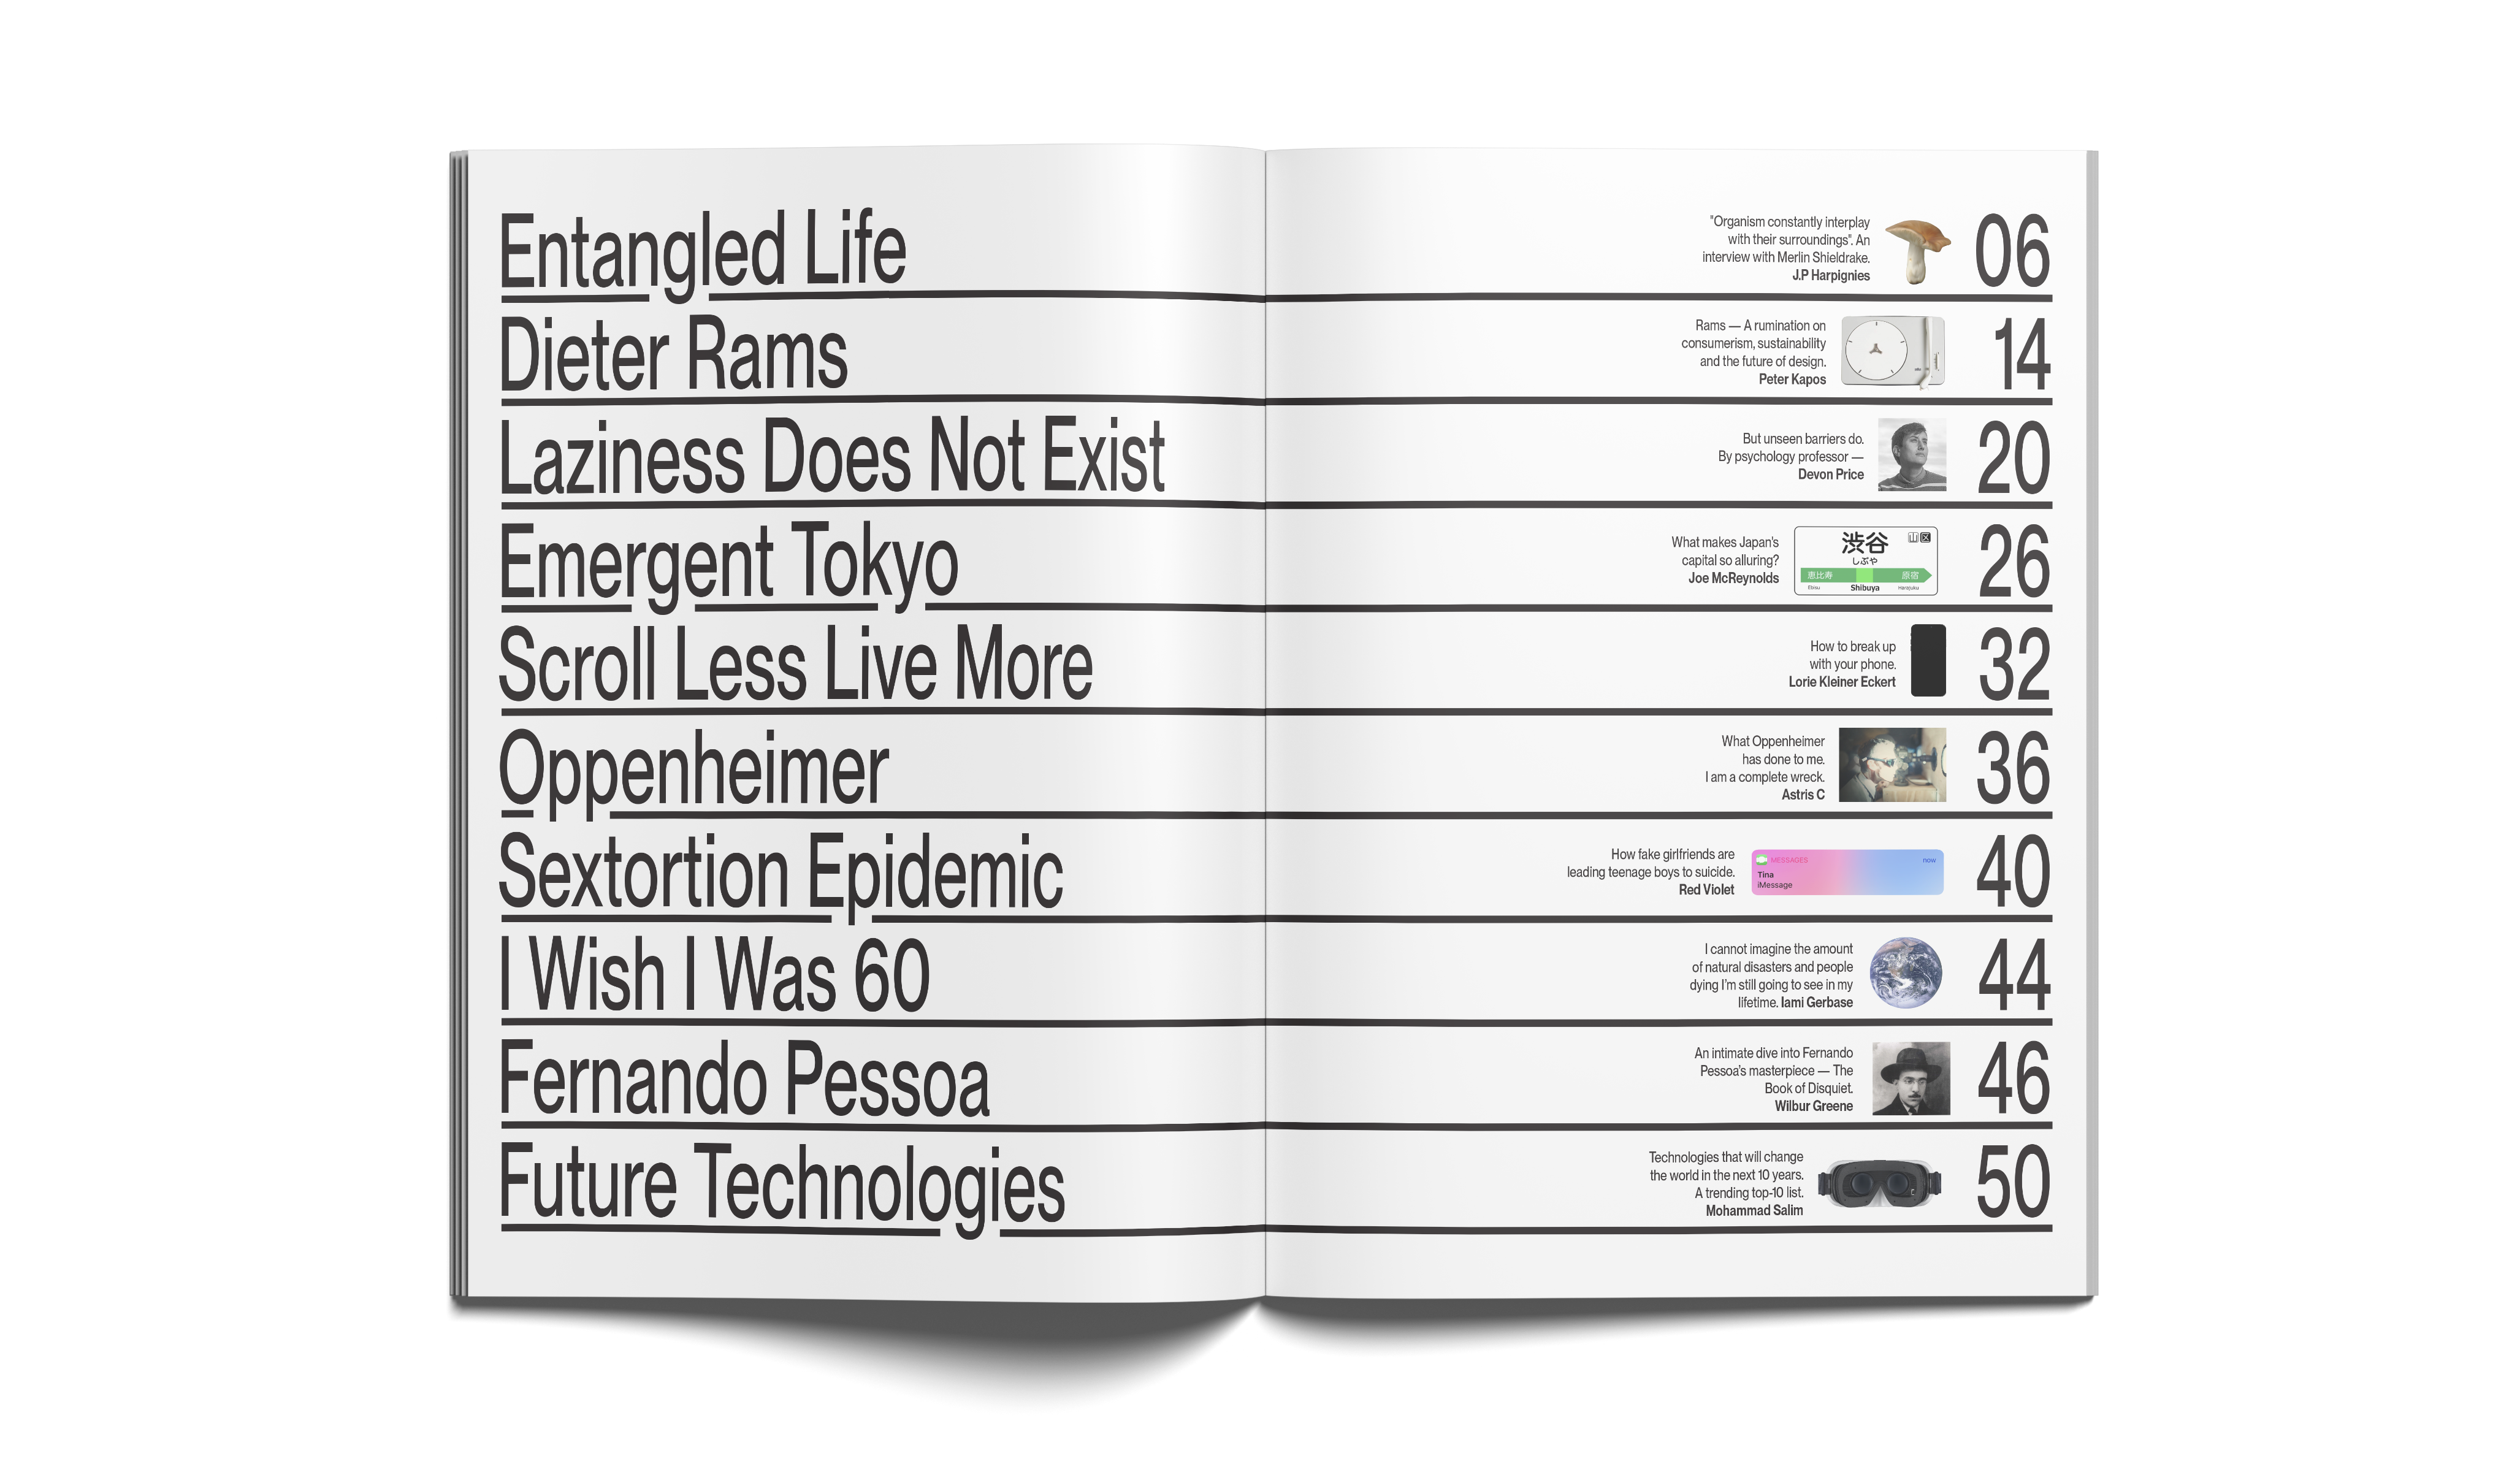 Entangled Life
"Organism constantly interplay
with their surroundings". An
interview with Merlin Shieldrake.
J.P Harpignies
06
Dieter Rams
Rams — A rumination on
consumerism, sustainability
and the future of design.
Peter Kapos
14
Laziness Does Not Exist
But unseen barriers do.
By psychology professor —
Devon Price
20
Emergent Tokyo
What makes Japan's
capital so alluring?
Joe McReynolds
渋谷
山 区
しぶや
恵比寿 原宿
Shibuya Harajuku
26
Scroll Less Live More
How to break up
with your phone.
Lorie Kleiner Eckert
32
Oppenheimer
What Oppenheimer
has done to me.
I am a complete wreck.
Astris C
36
Sextortion Epidemic
How fake girlfriends are
leading teenage boys to suicide.
Red Violet
MESSAGES now
Tina
iMessage
40
I Wish I Was 60
I cannot imagine the amount
of natural disasters and people
dying I'm still going to see in my
lifetime. Iami Gerbase
44
Fernando Pessoa
An intimate dive into Fernando
Pessoa's masterpiece — The
Book of Disquiet.
Wilbur Greene
46
Future Technologies
Technologies that will change
the world in the next 10 years.
A trending top-10 list.
Mohammad Salim
50